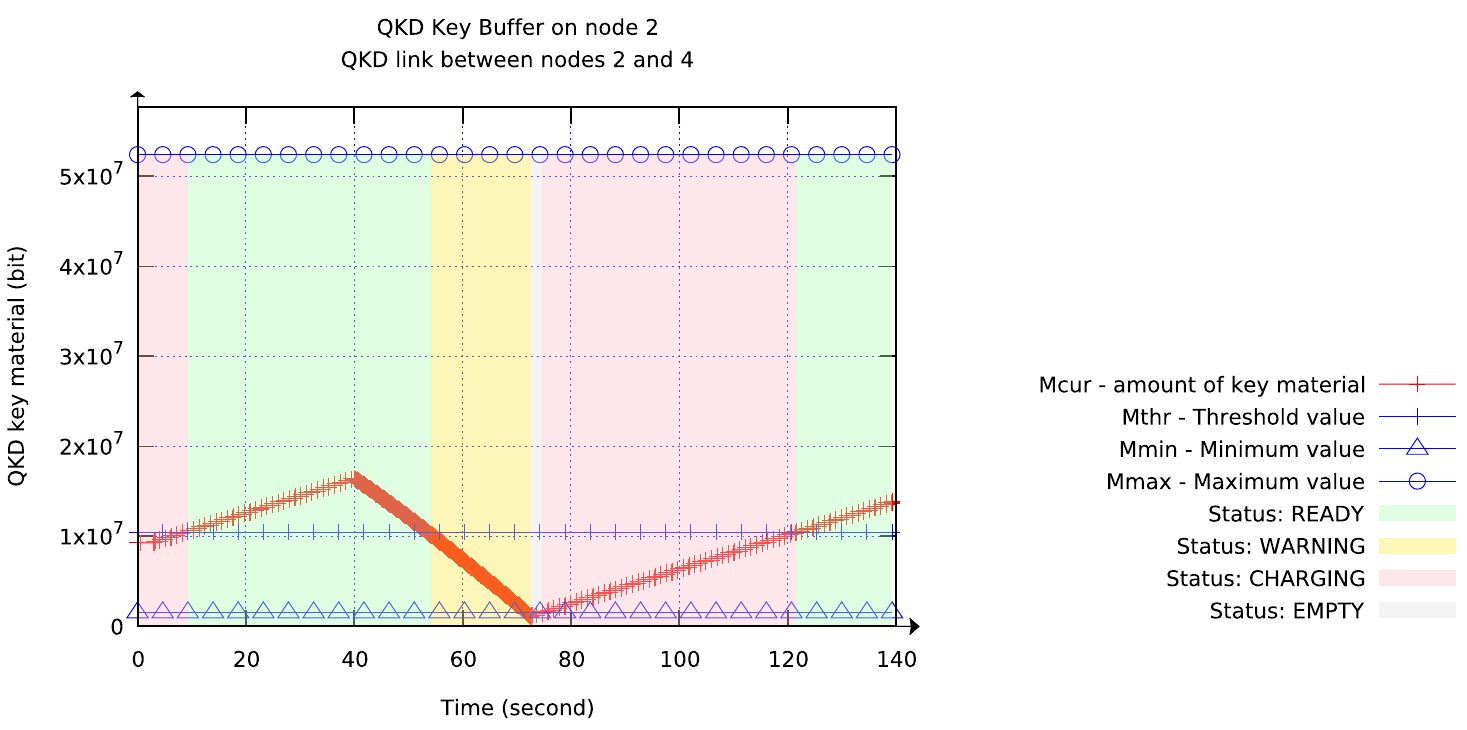 QKD Key Buffer on node 2
QKD link between nodes 2 and 4
QKD key material (bit)
5x10^7
4x10^7
3x10^7
2x10^7
1x10^7
0
0 20 40 60 80 100 120 140
Time (second)
Mcur - amount of key material
Mthr - Threshold value
Mmin - Minimum value
Mmax - Maximum value
Status: READY
Status: WARNING
Status: CHARGING
Status: EMPTY